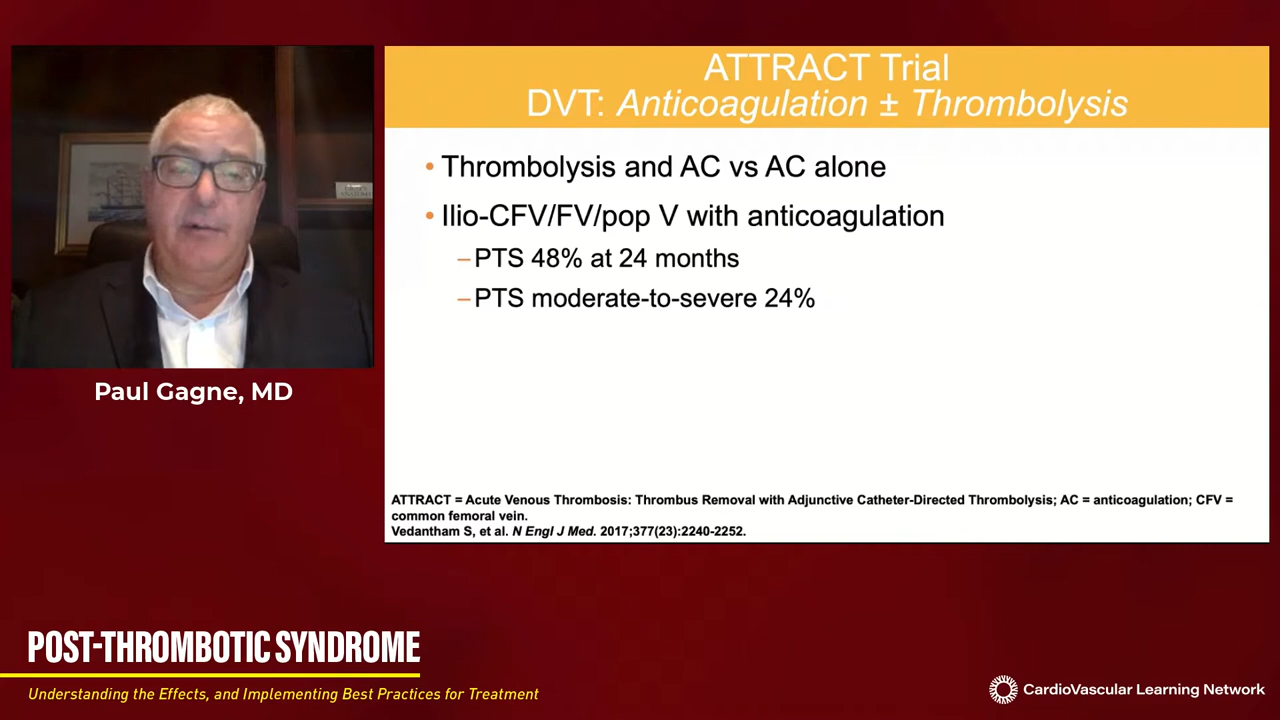 ATTRACT Trial
DVT: Anticoagulation ± Thrombolysis
• Thrombolysis and AC vs AC alone
• Ilio-CFV/FV/pop V with anticoagulation
–PTS 48% at 24 months
–PTS moderate-to-severe 24%
ATTRACT = Acute Venous Thrombosis: Thrombus Removal with Adjunctive Catheter-Directed Thrombolysis; AC = anticoagulation; CFV =
common femoral vein.
Vedantham S, et al. N Engl J Med. 2017;377(23):2240-2252.
Paul Gagne, MD
POST-THROMBOTIC SYNDROME
Understanding the Effects, and Implementing Best Practices for Treatment
CardioVascular Learning Network